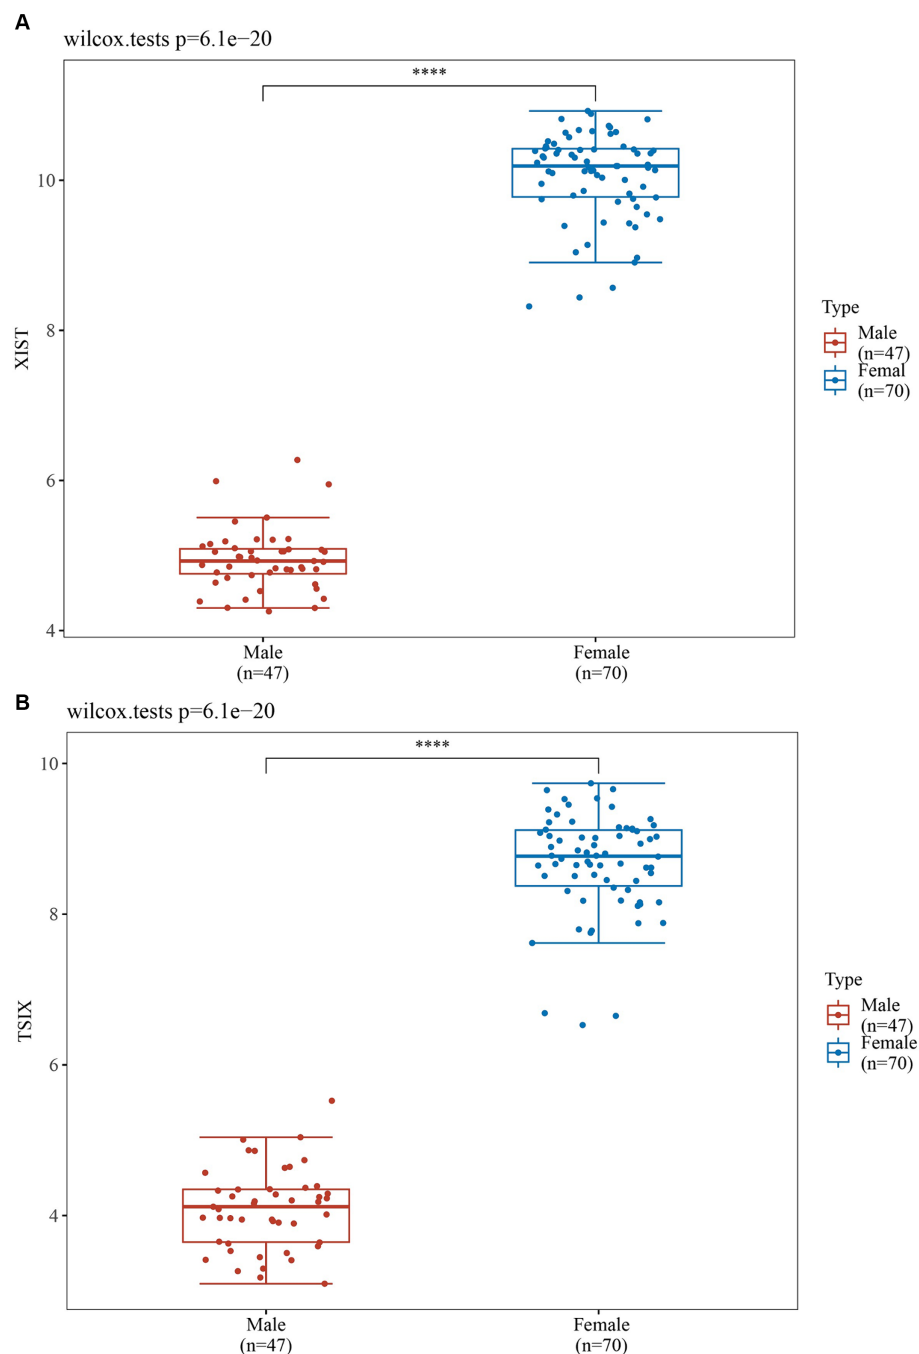 A
wilcox.tests p=6.1e−20
****
10
8
6
4
XIST
Male
(n=47)
Female
(n=70)
Type
Male
(n=47)
Femal
(n=70)
B
wilcox.tests p=6.1e−20
****
10
8
6
4
TSIX
Male
(n=47)
Female
(n=70)
Type
Male
(n=47)
Female
(n=70)